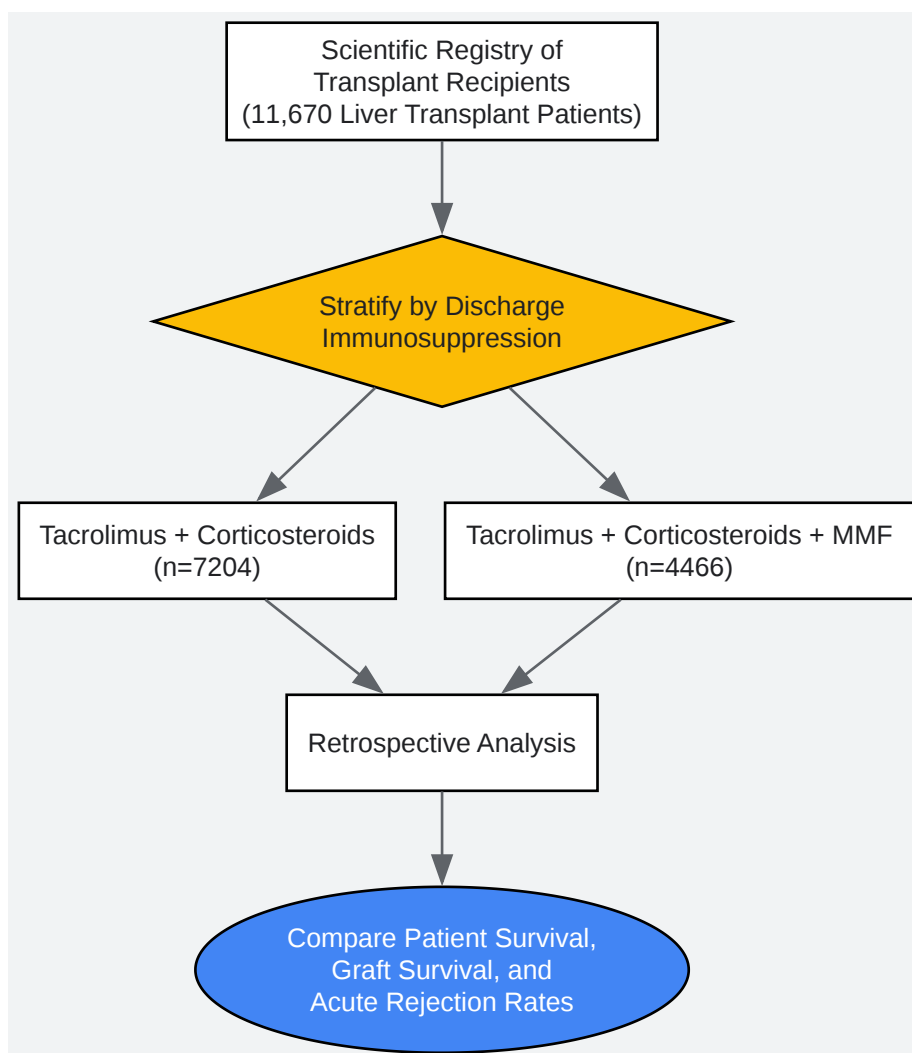 Scientific Registry of
Transplant Recipients
(11,670 Liver Transplant Patients)
Stratify by Discharge
Immunosuppression
Tacrolimus + Corticosteroids
(n=7204)
Tacrolimus + Corticosteroids + MMF
(n=4466)
Retrospective Analysis
Compare Patient Survival,
Graft Survival, and
Acute Rejection Rates